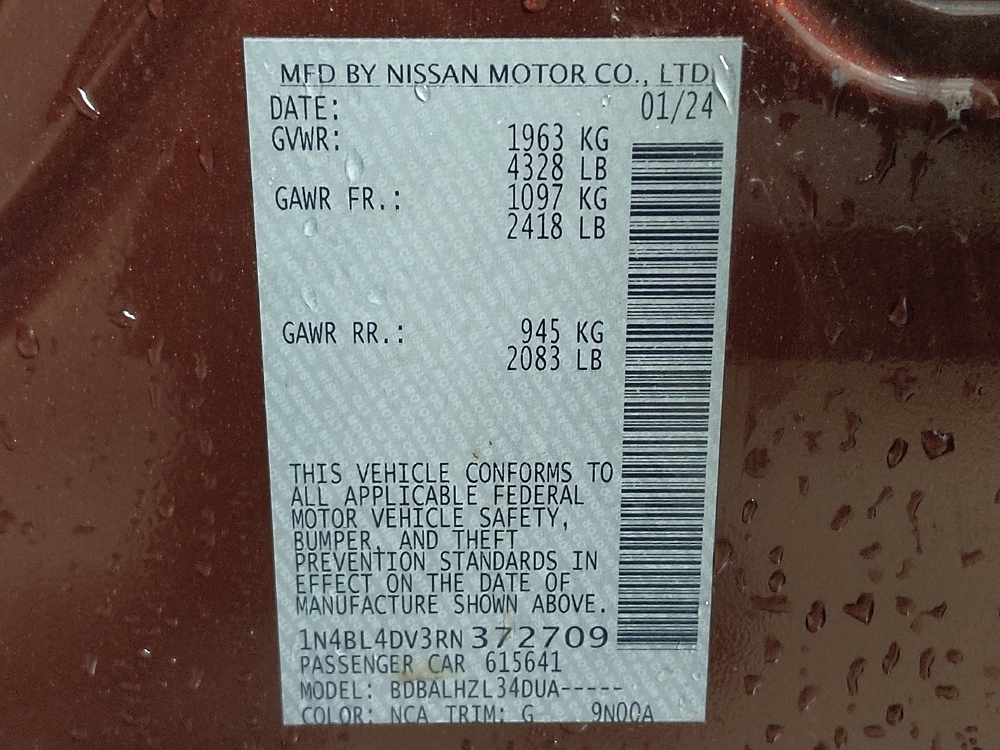 MFD BY NISSAN MOTOR CO., LTD.
DATE: 01/24
GVWR: 1963 KG
4328 LB
GAWR FR.: 1097 KG
2418 LB
GAWR RR.: 945 KG
2083 LB
THIS VEHICLE CONFORMS TO
ALL APPLICABLE FEDERAL
MOTOR VEHICLE SAFETY,
BUMPER, AND THEFT
PREVENTION STANDARDS IN
EFFECT ON THE DATE OF
MANUFACTURE SHOWN ABOVE.
1N4BL4DV3RN372709
PASSENGER CAR 615641
MODEL: BDBALHZL34DUA-----
COLOR: NCA TRIM: G 9N00A